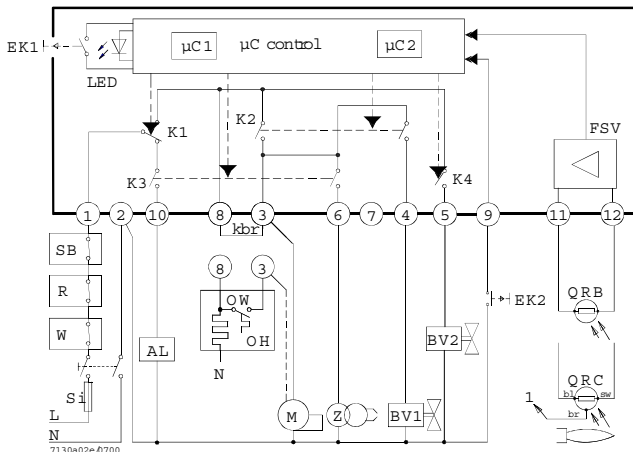 EK1
LED
µC1
µC control
µC2
FSV
K1
K2
K3
K4
1
2
10
8
3
6
7
4
5
9
11
12
kbr
SB
R
W
Si
L
N
AL
8
3
OW
OH
N
M
Z
BV1
BV2
EK2
QRB
QRC
bl
sw
br
1
7130a02e/0700